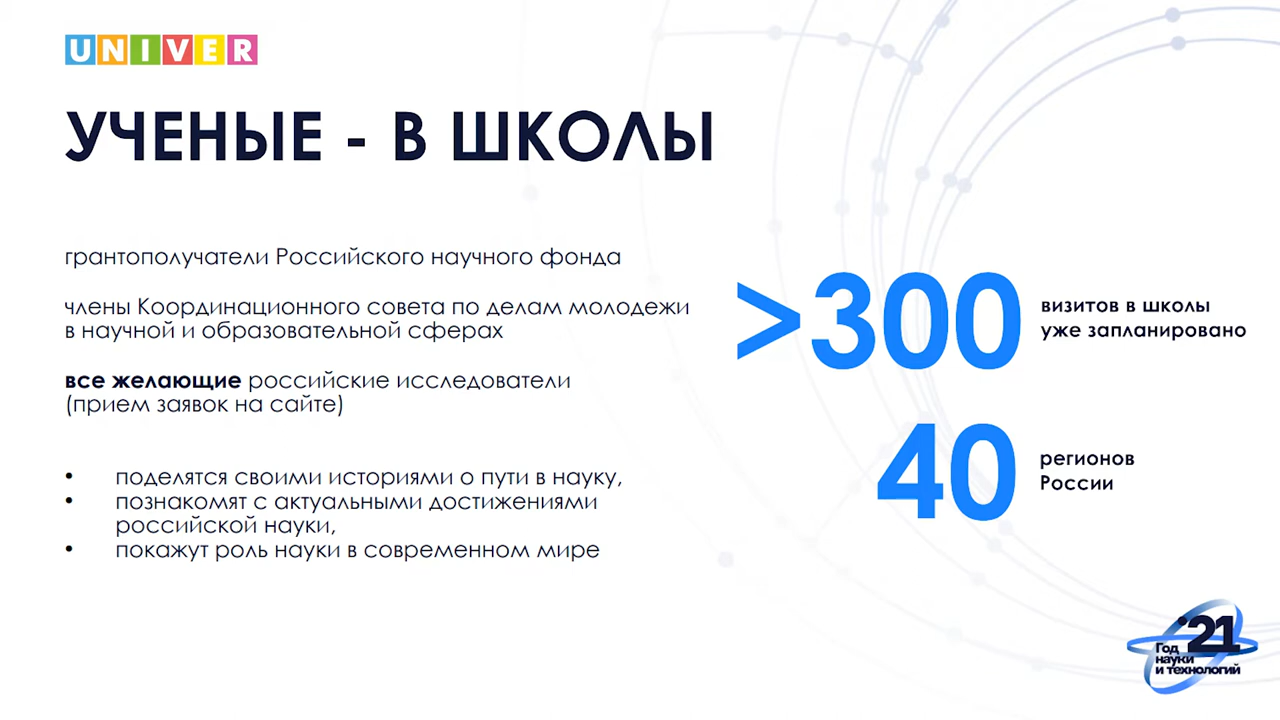 UNIVER
УЧЕНЫЕ - В ШКОЛЫ
грантополучатели Российского научного фонда
члены Координационного совета по делам молодежи
в научной и образовательной сферах
все желающие российские исследователи
(прием заявок на сайте)
• поделятся своими историями о пути в науку,
• познакомят с актуальными достижениями
российской науки,
• покажут роль науки в современном мире
>300
визитов в школы
уже запланировано
40
регионов
России
'21
Год
науки
и технологий